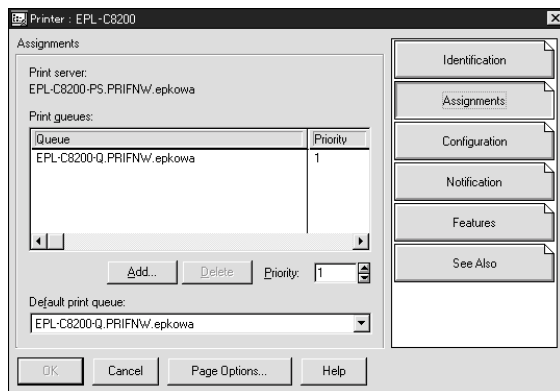 Printer : EPL-C8200
Assignments
Print server:
EPL-C8200-PS.PRIFNW.epkowa
Print queues:
Queue Priority
EPL-C8200-Q.PRIFNW.epkowa 1
Add... Delete Priority: 1
Default print queue:
EPL-C8200-Q.PRIFNW.epkowa
OK Cancel Page Options... Help
Identification
Assignments
Configuration
Notification
Features
See Also